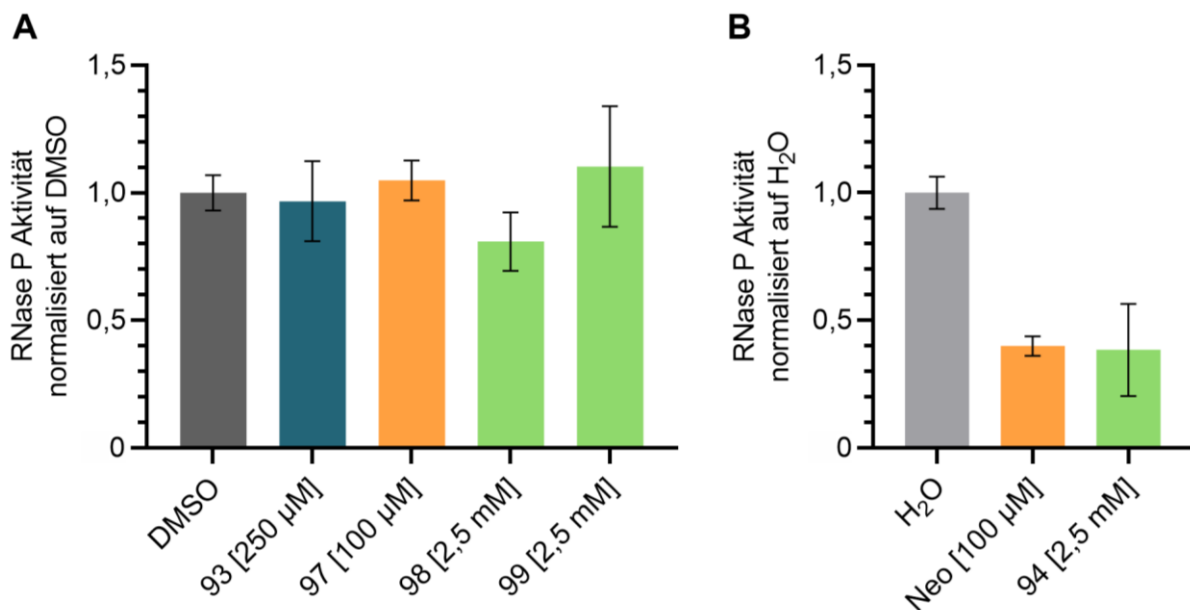 A
RNase P Aktivität
normalisiert auf DMSO
1,5
1,0
0,5
0
DMSO
93 [250 µM]
97 [100 µM]
98 [2,5 mM]
99 [2,5 mM]
B
RNase P Aktivität
normalisiert auf H₂O
1,5
1,0
0,5
0
H₂O
Neo [100 µM]
94 [2,5 mM]